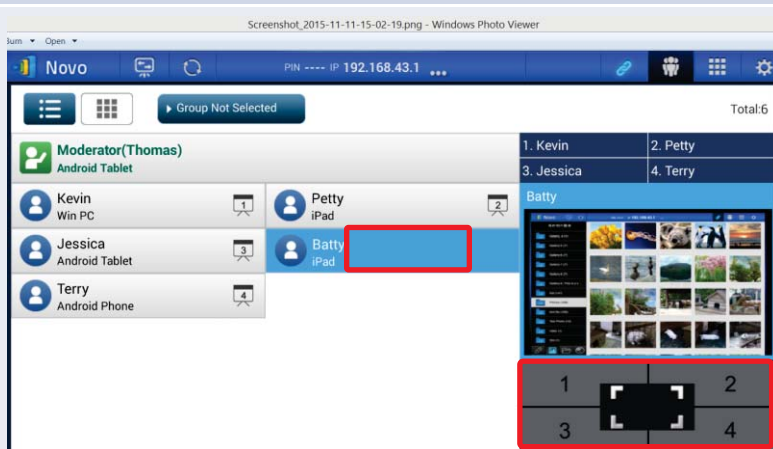 Screenshot_2015-11-11-15-02-19.png - Windows Photo Viewer
Burn Open
Novo PIN ---- IP 192.168.43.1 ...
Group Not Selected Total:6
Moderator(Thomas)
Android Tablet
1. Kevin 2. Petty
3. Jessica 4. Terry
Kevin
Win PC
1
Petty
iPad
2
Jessica
Android Tablet
3
Batty
iPad
Terry
Android Phone
4
Batty
1 2
3 4